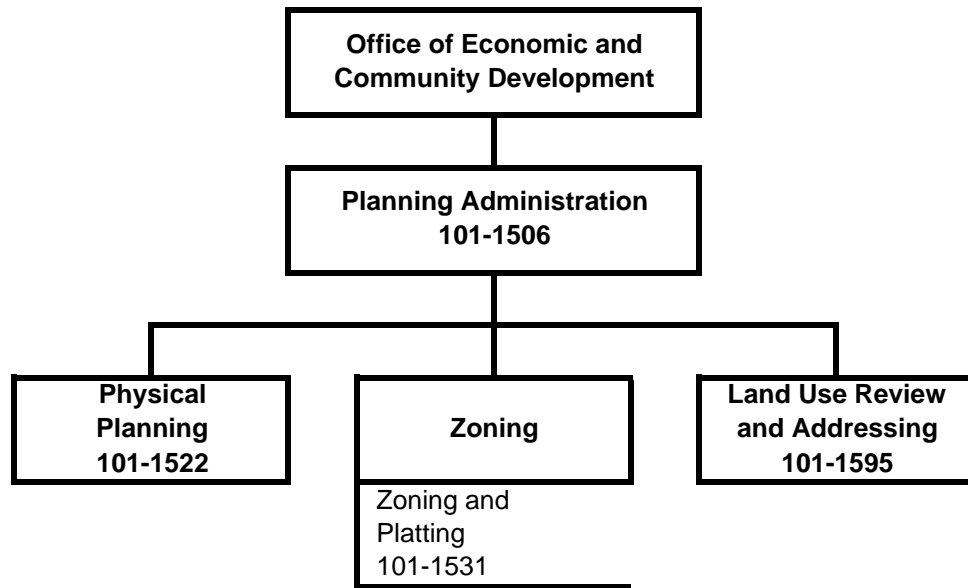 Office of Economic and
Community Development
Planning Administration
101-1506
Physical
Planning
101-1522
Zoning
Land Use Review
and Addressing
101-1595
Zoning and
Platting
101-1531